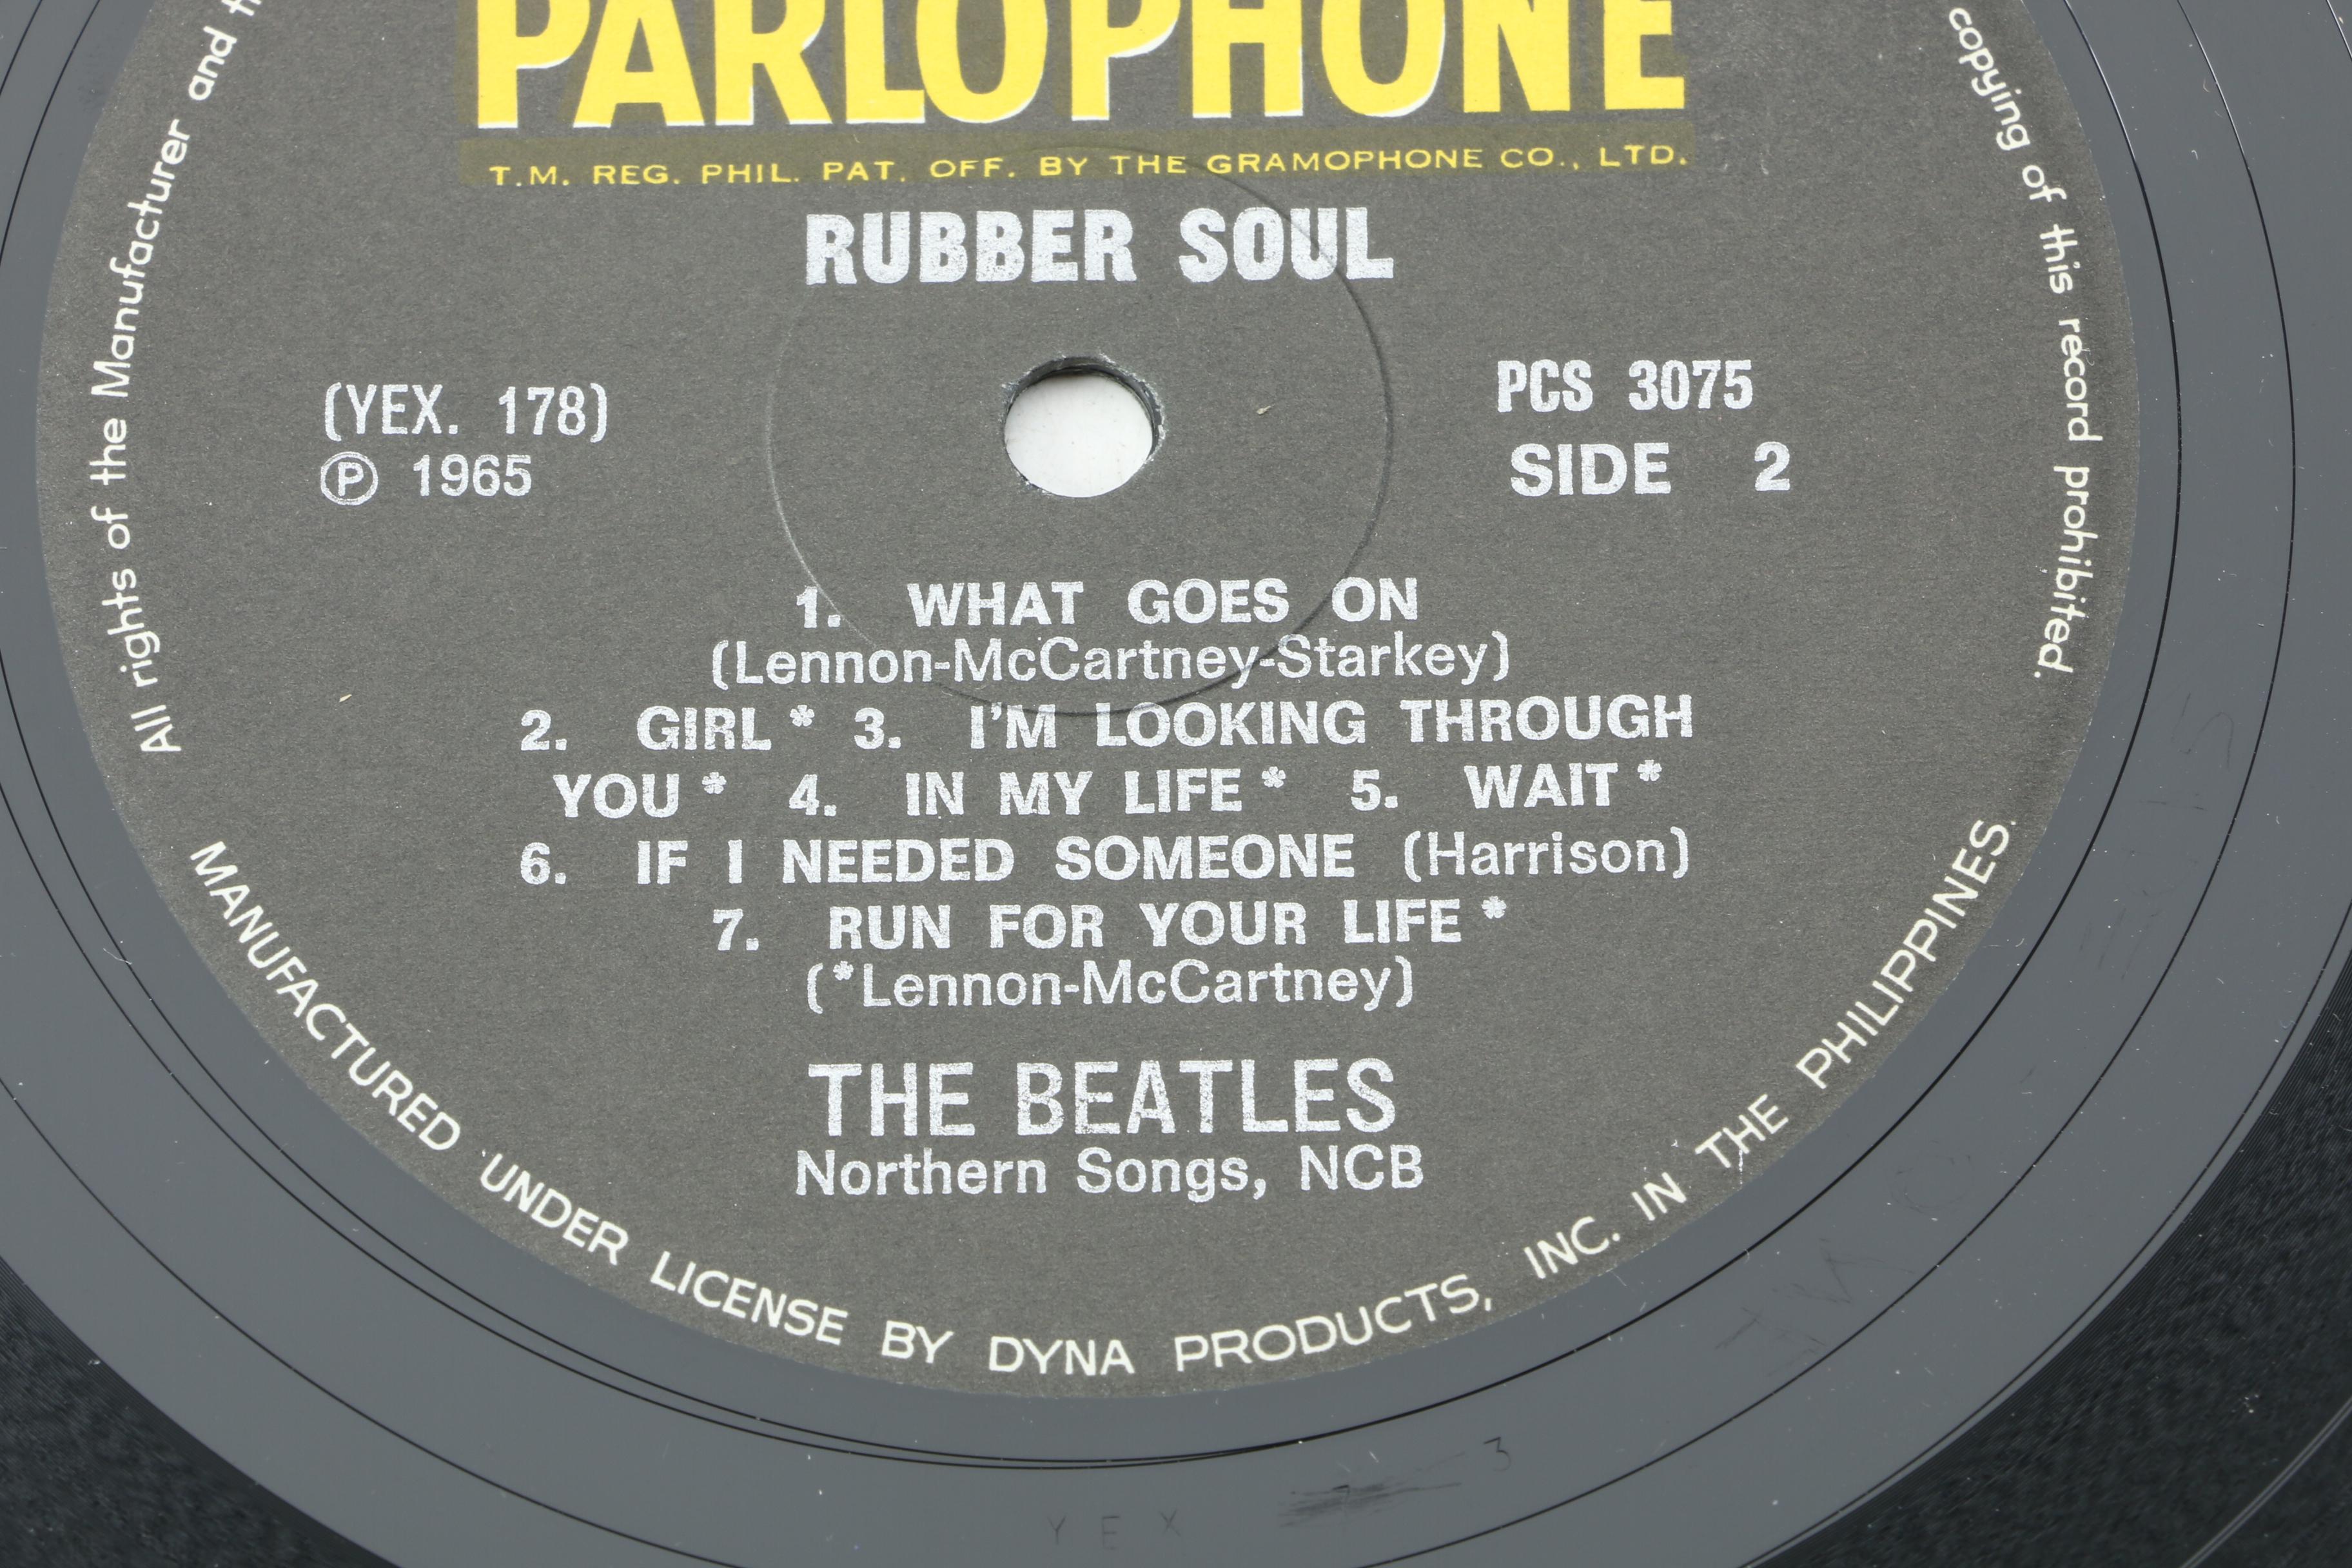 PARLOPHONE
T.M. REG. PHIL. PAT. OFF. BY THE GRAMOPHONE CO., LTD.
RUBBER SOUL
(YEX. 178)
Ⓟ 1965
PCS 3075
SIDE 2
1. WHAT GOES ON
(Lennon-McCartney-Starkey)
2. GIRL * 3. I'M LOOKING THROUGH
YOU * 4. IN MY LIFE * 5. WAIT *
6. IF I NEEDED SOMEONE (Harrison)
7. RUN FOR YOUR LIFE *
(*Lennon-McCartney)
THE BEATLES
Northern Songs, NCB
All rights of the Manufacturer and
copying of this record prohibited.
MANUFACTURED UNDER LICENSE BY DYNA PRODUCTS, INC. IN THE PHILIPPINES.
YEX 3